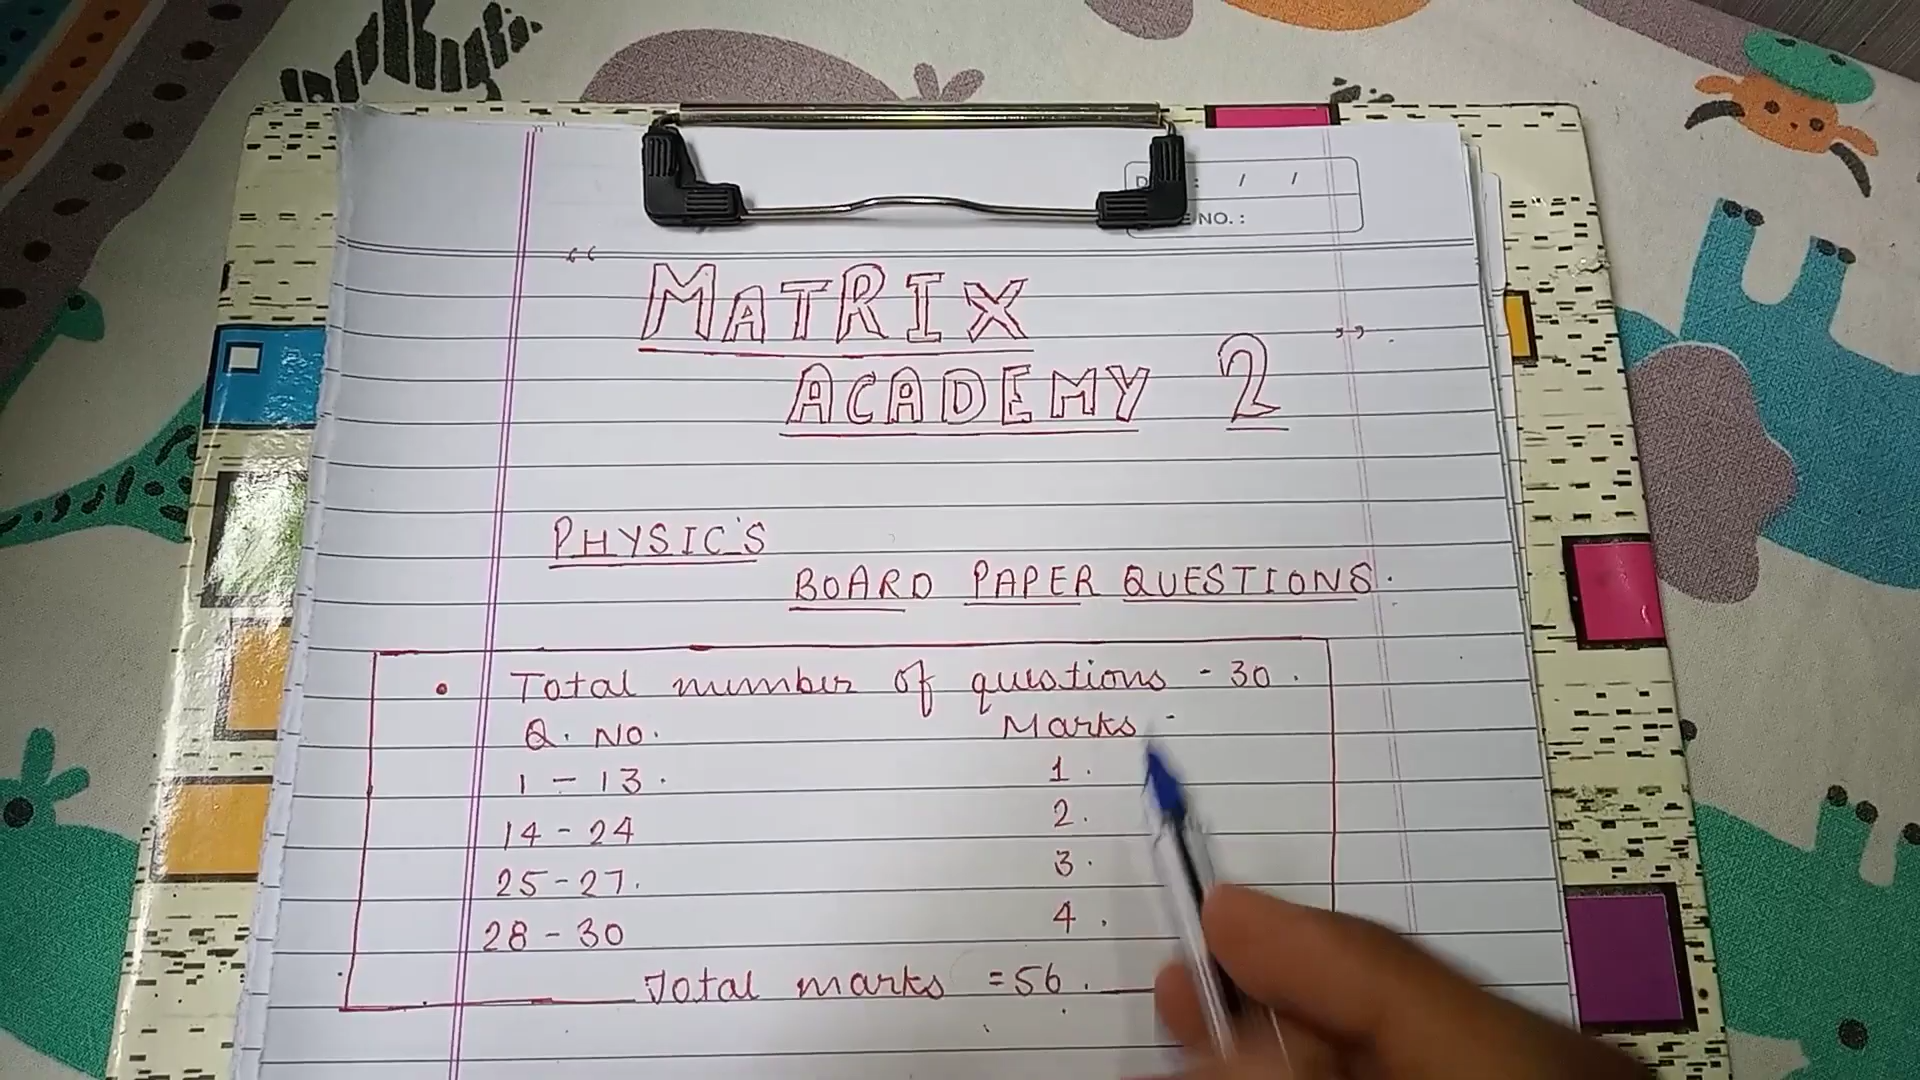 / /
NO. :
“ MATRIX
ACADEMY 2 ”
PHYSIC'S
BOARD PAPER QUESTIONS.
• Total number of questions - 30.
Q. No. Marks -
1 - 13. 1.
14 - 24 2.
25 - 27. 3.
28 - 30 4.
Total marks = 56.